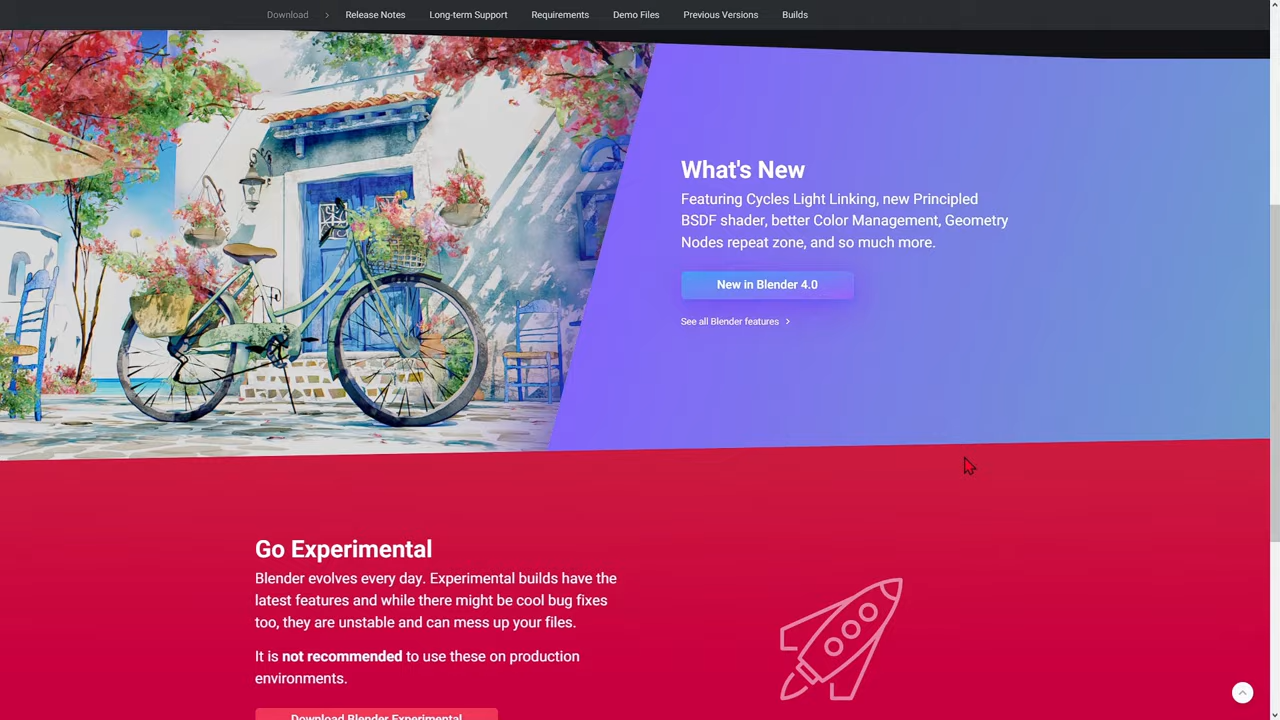 Download
Release Notes
Long-term Support
Requirements
Demo Files
Previous Versions
Builds
What's New
Featuring Cycles Light Linking, new Principled
BSDF shader, better Color Management, Geometry
Nodes repeat zone, and so much more.
New in Blender 4.0
See all Blender features
Go Experimental
Blender evolves every day. Experimental builds have the
latest features and while there might be cool bug fixes
too, they are unstable and can mess up your files.
It is not recommended to use these on production
environments.
Download Blender Experimental